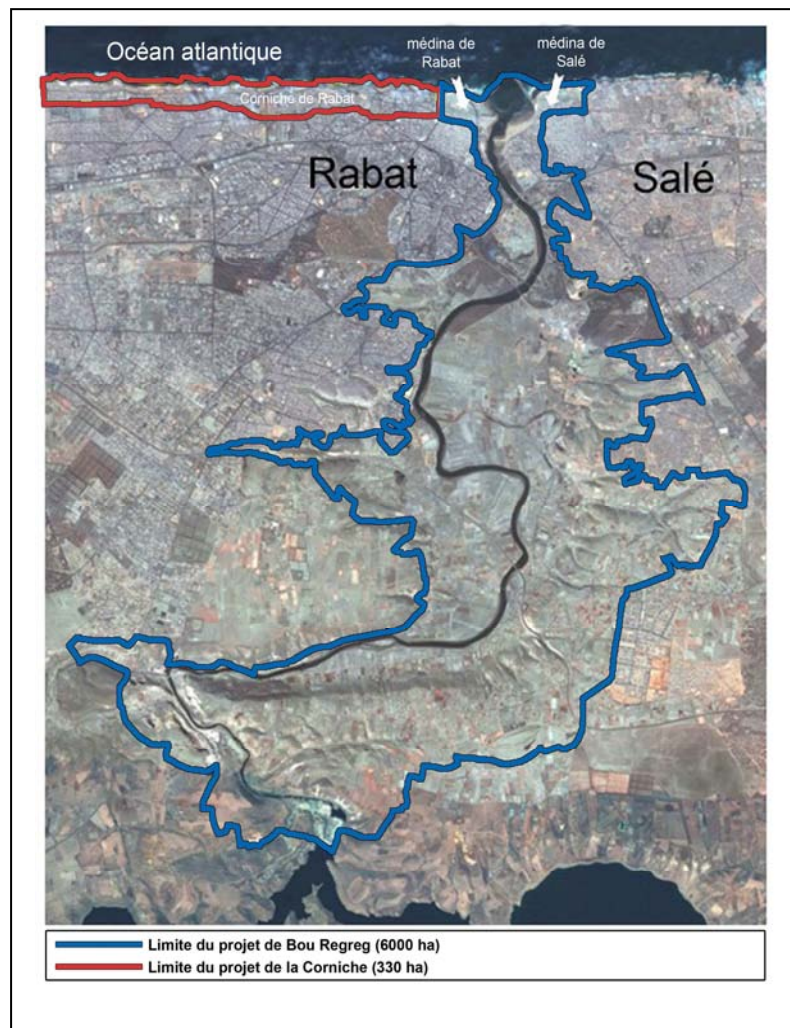 Océan atlantique
médina de
Rabat
médina de
Salé
Corniche de Rabat
Rabat
Salé
Limite du projet de Bou Regreg (6000 ha)
Limite du projet de la Corniche (330 ha)